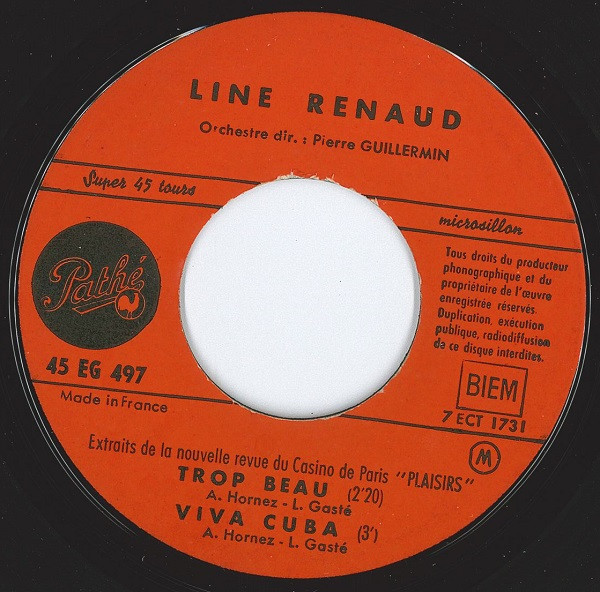 LINE RENAUD
Orchestre dir. : Pierre GUILLERMIN
Super 45 tours
microsillon
Pathé
Tous droits du producteur
phonographique et du
propriétaire de l'œuvre
enregistrée réservés.
Duplication, exécution
publique, radiodiffusion
de ce disque interdites.
45 EG 497
BIEM
Made in France
7 ECT 1731
Extraits de la nouvelle revue du Casino de Paris "PLAISIRS"
M
TROP BEAU (2'20)
A. Hornez - L. Gasté
VIVA CUBA (3')
A. Hornez - L. Gasté